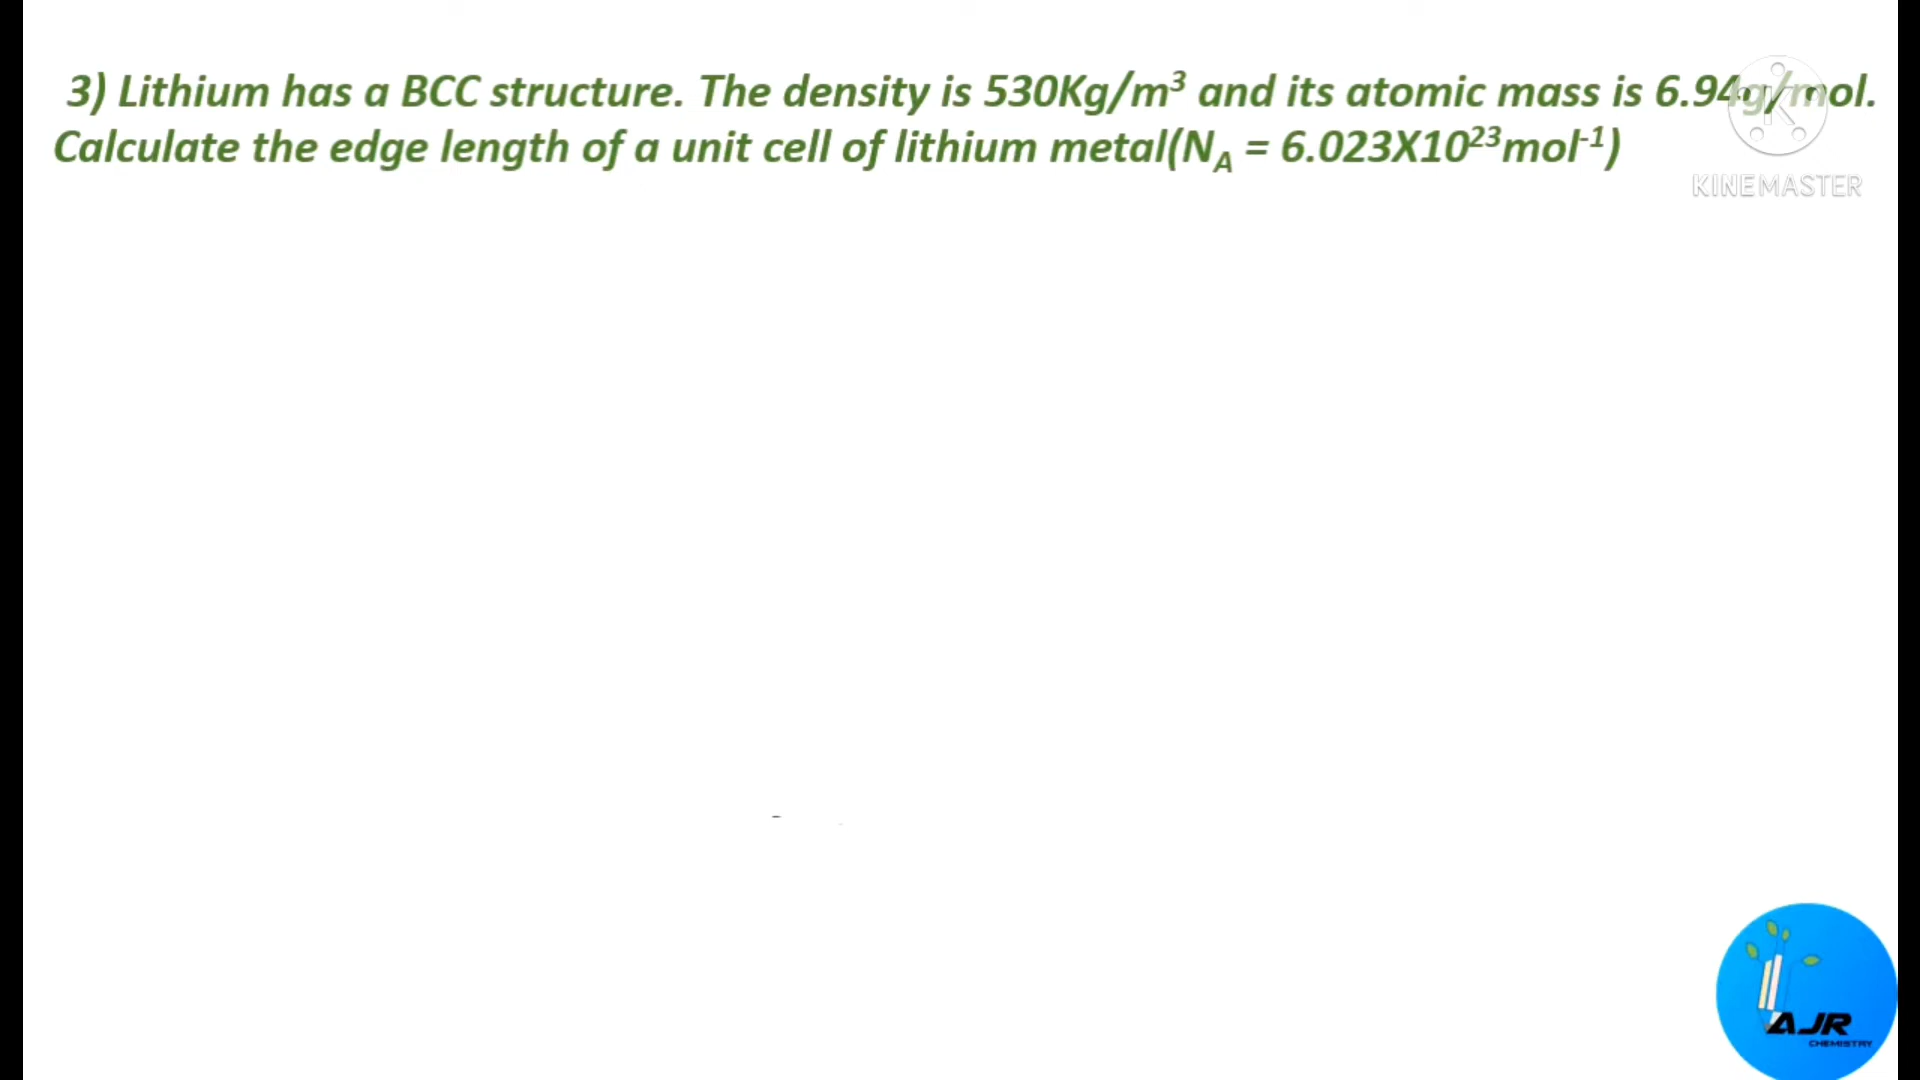 3) Lithium has a BCC structure. The density is 530Kg/m³ and its atomic mass is 6.94g/mol.
Calculate the edge length of a unit cell of lithium metal(N_A = 6.023X10²³mol⁻¹)
KINEMASTER
AJR
CHEMISTRY